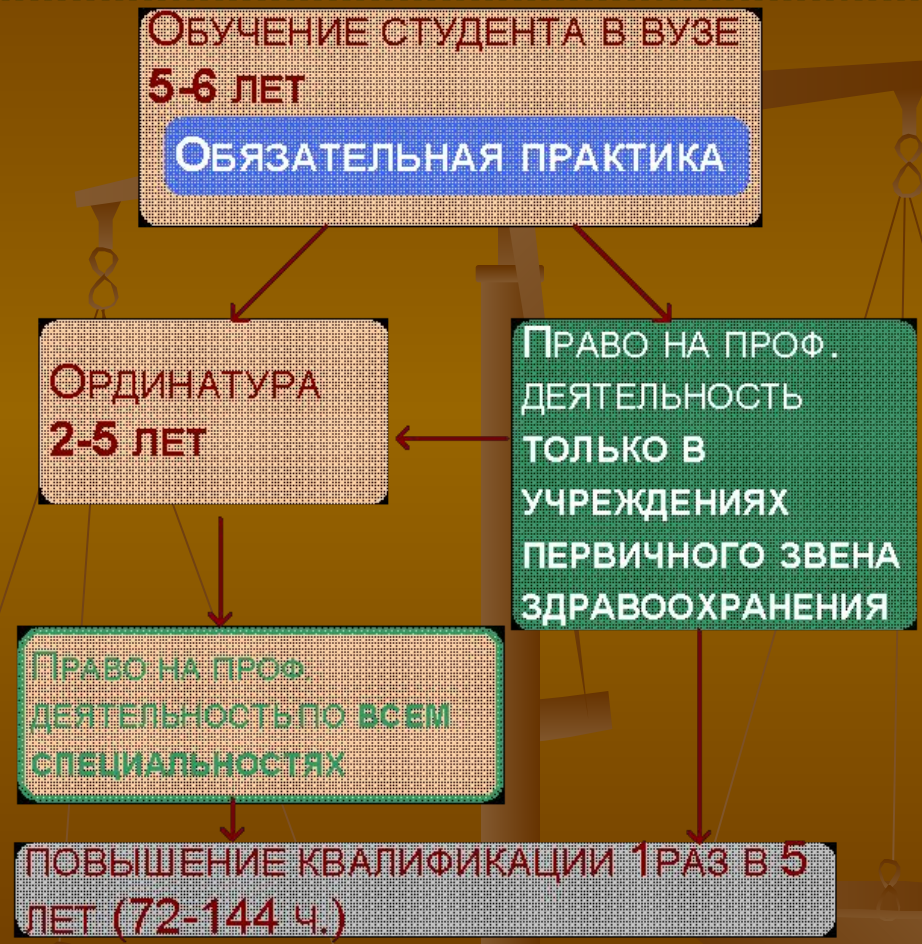 ОБУЧЕНИЕ СТУДЕНТА В ВУЗЕ
5-6 ЛЕТ
ОБЯЗАТЕЛЬНАЯ ПРАКТИКА
ОРДИНАТУРА
2-5 ЛЕТ
ПРАВО НА ПРОФ.
ДЕЯТЕЛЬНОСТЬ
ТОЛЬКО В
УЧРЕЖДЕНИЯХ
ПЕРВИЧНОГО ЗВЕНА
ЗДРАВООХРАНЕНИЯ
ПРАВО НА ПРОФ.
ДЕЯТЕЛЬНОСТЬ ПО ВСЕМ
СПЕЦИАЛЬНОСТЯХ
ПОВЫШЕНИЕ КВАЛИФИКАЦИИ 1РАЗ В 5
ЛЕТ (72-144 Ч.)